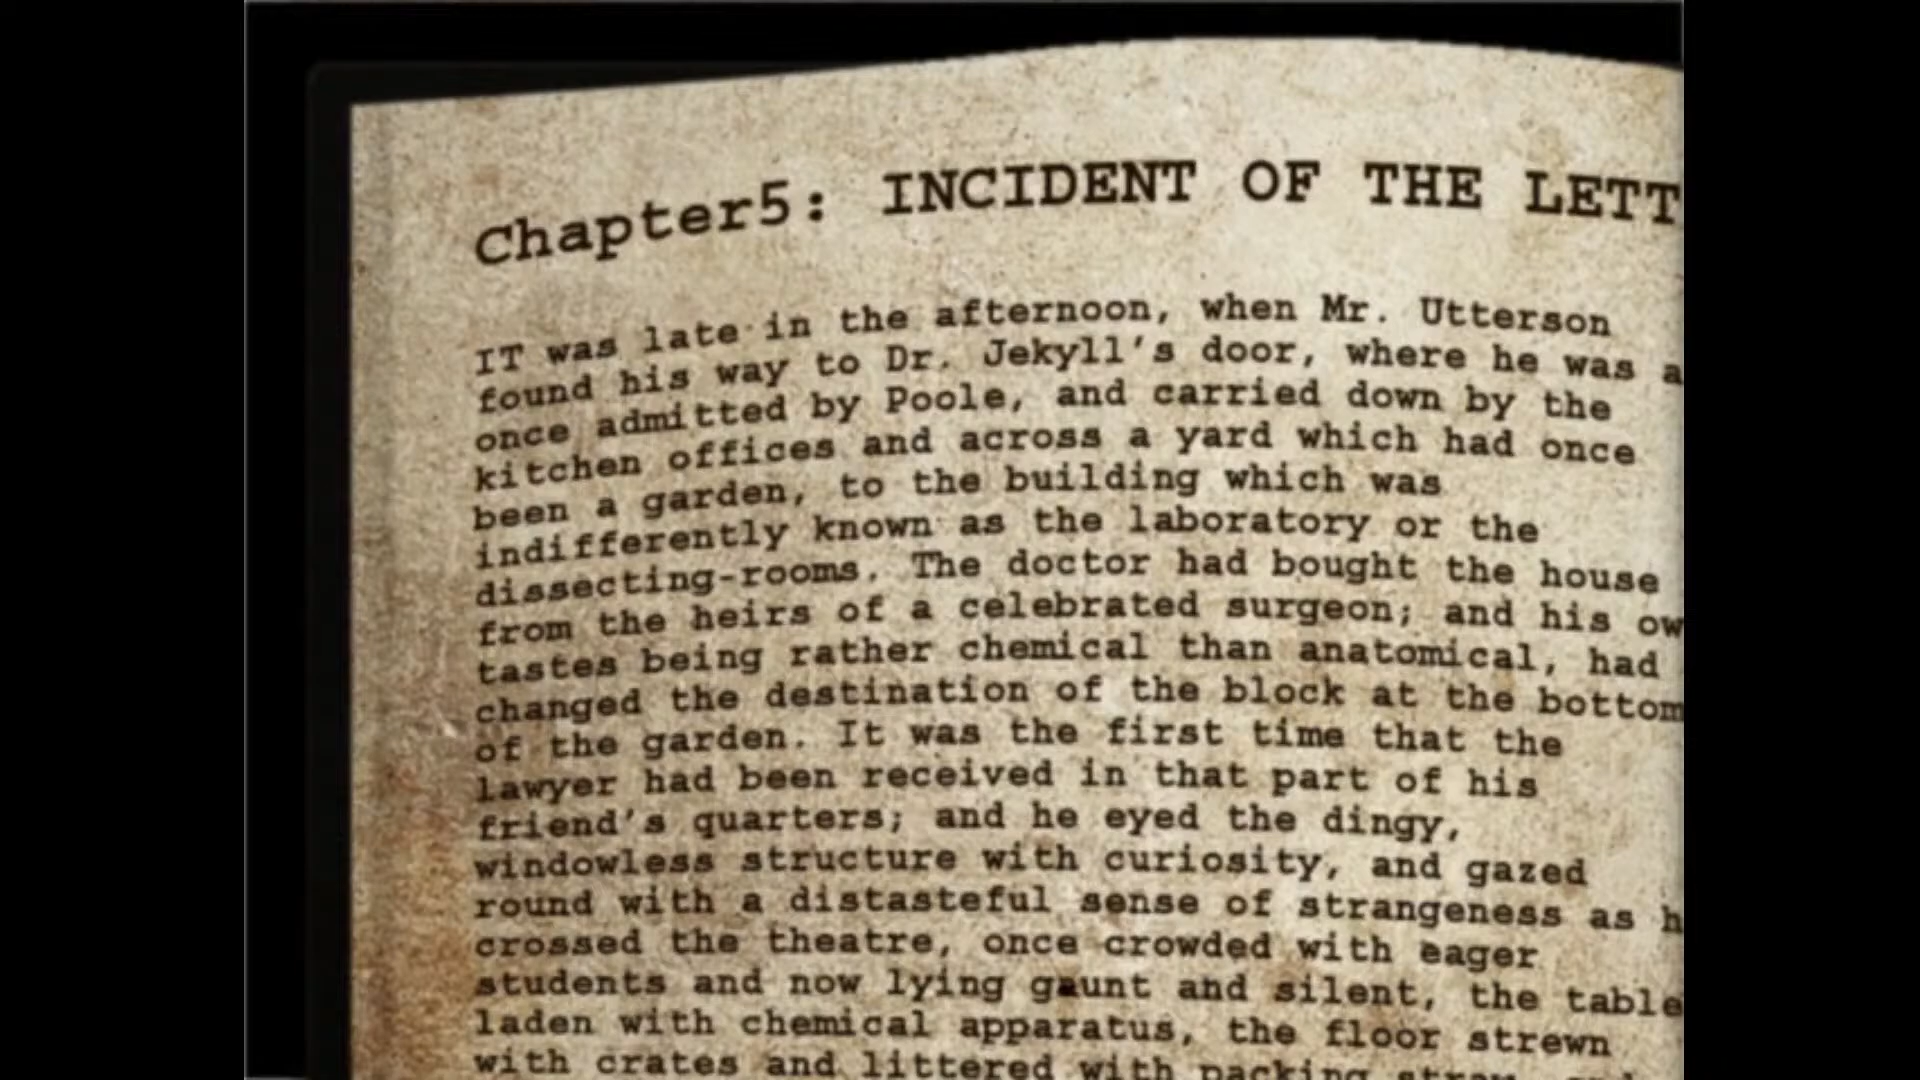 Chapter5: INCIDENT OF THE LETT
IT was late in the afternoon, when Mr. Utterson
found his way to Dr. Jekyll's door, where he was a
once admitted by Poole, and carried down by the
kitchen offices and across a yard which had once
been a garden, to the building which was
indifferently known as the laboratory or the
dissecting-rooms. The doctor had bought the house
from the heirs of a celebrated surgeon; and his ow
tastes being rather chemical than anatomical, had
changed the destination of the block at the bottom
of the garden. It was the first time that the
lawyer had been received in that part of his
friend's quarters; and he eyed the dingy,
windowless structure with curiosity, and gazed
round with a distasteful sense of strangeness as h
crossed the theatre, once crowded with eager
students and now lying gaunt and silent, the table
laden with chemical apparatus, the floor strewn
with crates and littered with packing straw, and